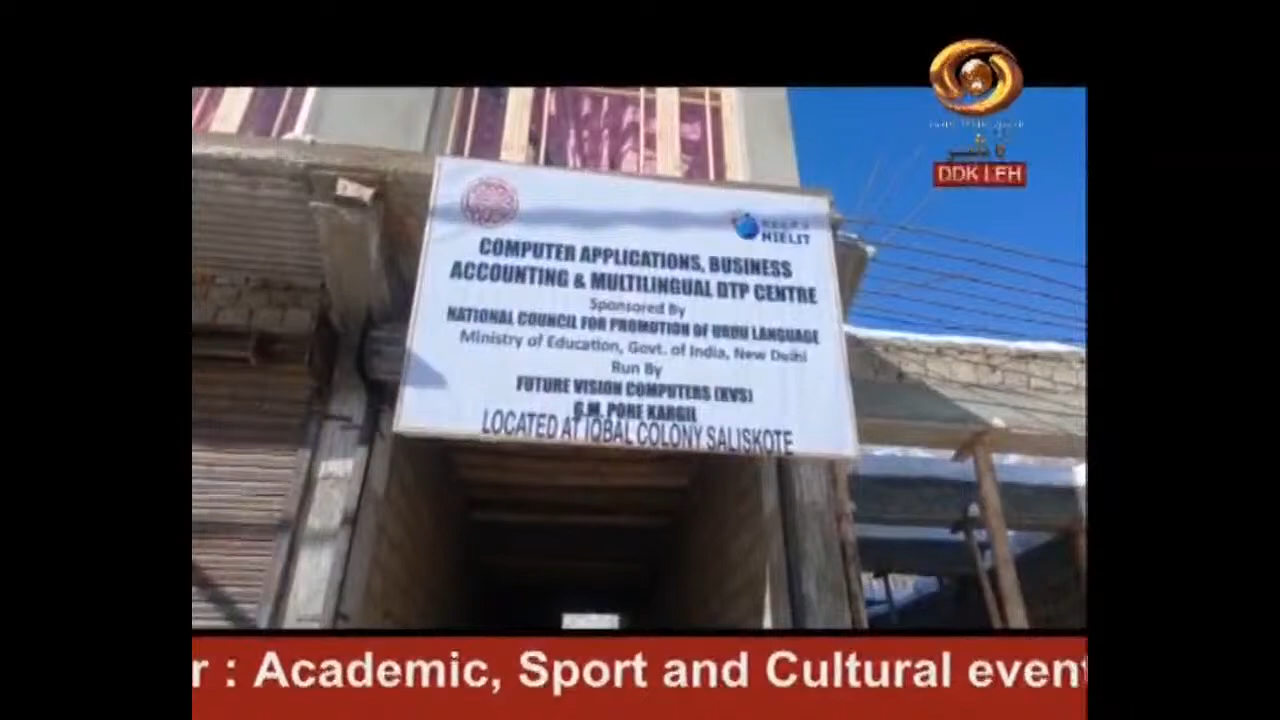 DDK LEH
NIELIT
COMPUTER APPLICATIONS, BUSINESS
ACCOUNTING & MULTILINGUAL DTP CENTRE
Sponsored By
NATIONAL COUNCIL FOR PROMOTION OF URDU LANGUAGE
Ministry of Education, Govt. of India, New Delhi
Run By
FUTURE VISION COMPUTERS (KVS)
G.M. PORE KARGIL
LOCATED AT IQBAL COLONY SALISKOTE
r : Academic, Sport and Cultural event